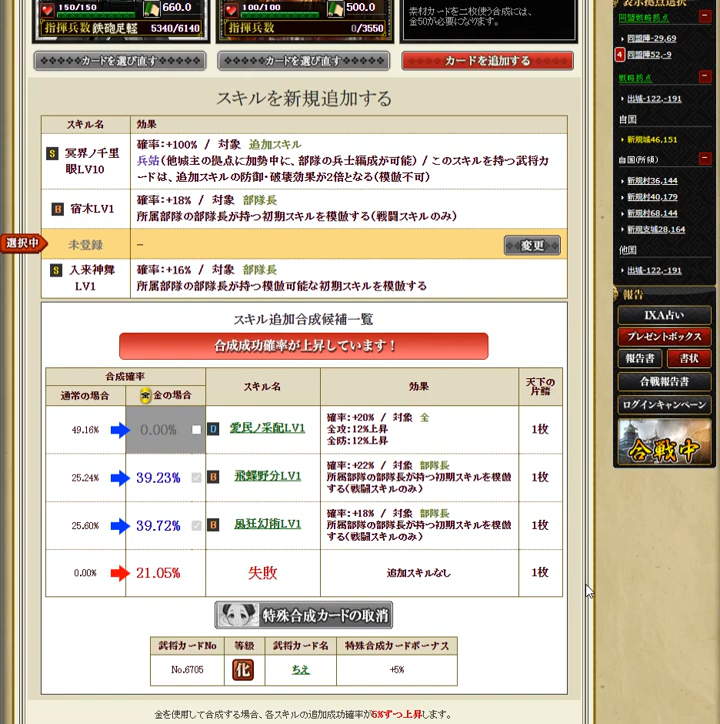 150/150 660.0
100/100 500.0
素材カードを二枚使う合成には、
金50が必要になります。
指揮兵数 鉄砲足軽 5340/6140
指揮兵数 0/3550
カードを選び直す
カードを選び直す
カードを追加する
スキルを新規追加する
スキル名 効果
S 冥界ノ千里
眼LV10
確率:+100% / 対象 追加スキル
兵站(他城主の拠点に加勢中に、部隊の兵士編成が可能) / このスキルを持つ武将カ
ードは、追加スキルの防御・破壊効果が2倍となる(模倣不可)
B 宿木LV1
確率:+18% / 対象 部隊長
所属部隊の部隊長が持つ初期スキルを模倣する(戦闘スキルのみ)
選択中 未登録 - 変更
S 入来神舞
LV1
確率:+16% / 対象 部隊長
所属部隊の部隊長が持つ模倣可能な初期スキルを模倣する
スキル追加合成候補一覧
合成成功確率が上昇しています!
合成確率 スキル名 効果 天下の
片鱗
通常の場合 金 金の場合
49.16% 0.00% D 愛民ノ采配LV1
確率:+20% / 対象 全
全攻:12%上昇
全防:12%上昇
1枚
25.24% 39.23% B 飛蝶野分LV1
確率:+22% / 対象 部隊長
所属部隊の部隊長が持つ初期スキルを模倣
する(戦闘スキルのみ)
1枚
25.60% 39.72% B 風狂幻術LV1
確率:+18% / 対象 部隊長
所属部隊の部隊長が持つ初期スキルを模倣
する(戦闘スキルのみ)
1枚
0.00% 21.05% 失敗 追加スキルなし 1枚
特殊合成カードの取消
武将カードNo 等級 武将カード名 特殊合成カードボーナス
No.6705 化 ちえ +5%
金を使用して合成する場合、各スキルの追加成功確率が5%ずつ上昇します。
表示拠点選択
同盟戦略拠点
同盟陣-29,69
4 同盟陣52,-9
戦略拠点
出城-122,-191
自国
新規城46,151
自国(所領)
新規村36,144
新規村40,179
新規村68,144
新規支城28,164
他国
出城-122,-191
報告
IXA占い
プレゼントボックス
報告書 書状
合戦報告書
ログインキャンペーン
合戦中